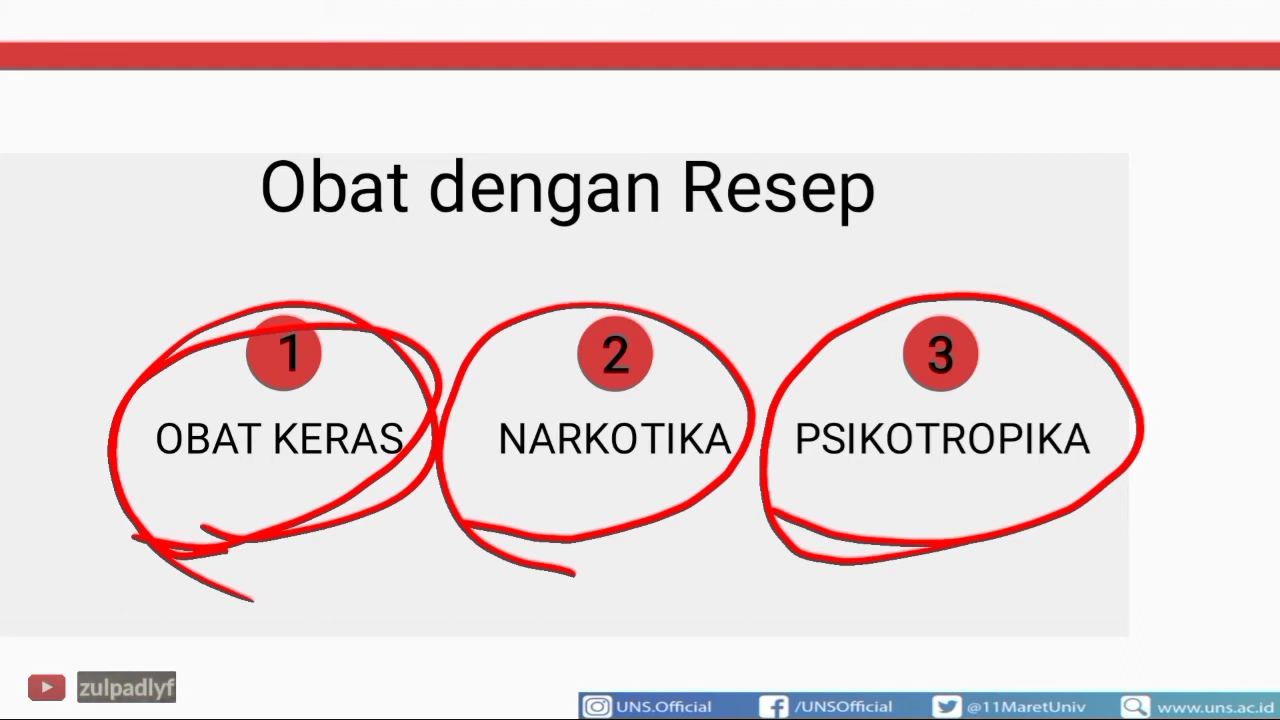 Obat dengan Resep
1
2
3
OBAT KERAS
NARKOTIKA
PSIKOTROPIKA
zulpadlyf
UNS.Official
/UNSOfficial
@11MaretUniv
www.uns.ac.id